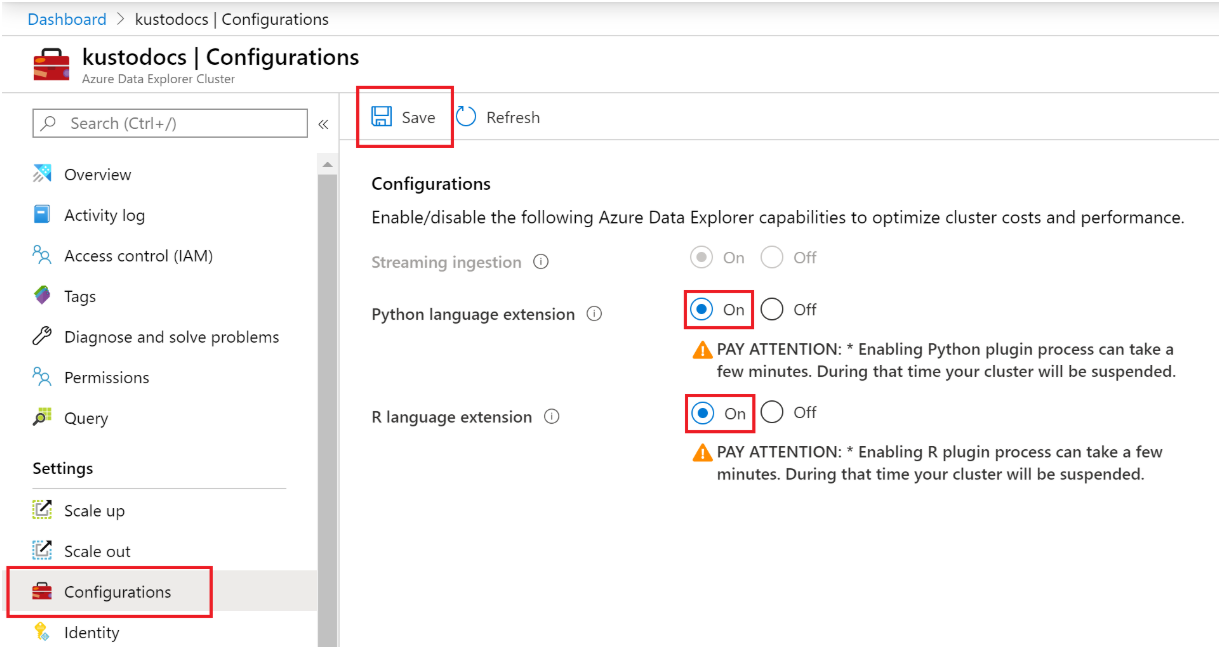 Dashboard > kustodocs | Configurations
kustodocs | Configurations
Azure Data Explorer Cluster
Search (Ctrl+/)
«
Overview
Activity log
Access control (IAM)
Tags
Diagnose and solve problems
Permissions
Query
Settings
Scale up
Scale out
Configurations
Identity
Save Refresh
Configurations
Enable/disable the following Azure Data Explorer capabilities to optimize cluster costs and performance.
Streaming ingestion On Off
Python language extension On Off
PAY ATTENTION: * Enabling Python plugin process can take a
few minutes. During that time your cluster will be suspended.
R language extension On Off
PAY ATTENTION: * Enabling R plugin process can take a few
minutes. During that time your cluster will be suspended.